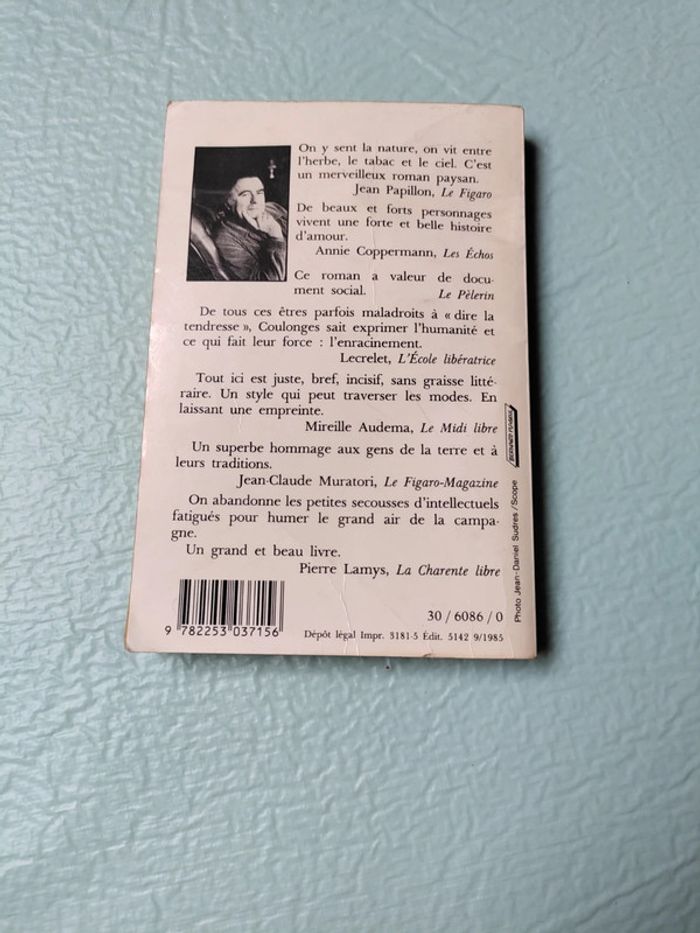 On y sent la nature, on vit entre
l'herbe, le tabac et le ciel. C'est
un merveilleux roman paysan.
Jean Papillon, Le Figaro
De beaux et forts personnages
vivent une forte et belle histoire
d'amour.
Annie Coppermann, Les Échos
Ce roman a valeur de docu-
ment social. Le Pèlerin
De tous ces êtres parfois maladroits à « dire la
tendresse », Coulonges sait exprimer l'humanité et
ce qui fait leur force : l'enracinement.
Lecrelet, L'École libératrice
Tout ici est juste, bref, incisif, sans graisse litté-
raire. Un style qui peut traverser les modes. En
laissant une empreinte.
Mireille Audema, Le Midi libre
Un superbe hommage aux gens de la terre et à
leurs traditions.
Jean-Claude Muratori, Le Figaro-Magazine
On abandonne les petites secousses d'intellectuels
fatigués pour humer le grand air de la campa-
gne.
Un grand et beau livre.
Pierre Lamys, La Charente libre
30 / 6086 / 0
9 782253 037156
Dépôt légal Impr. 3181-5 Édit. 5142 9/1985
Photo Jean-Daniel Sudres / Scope